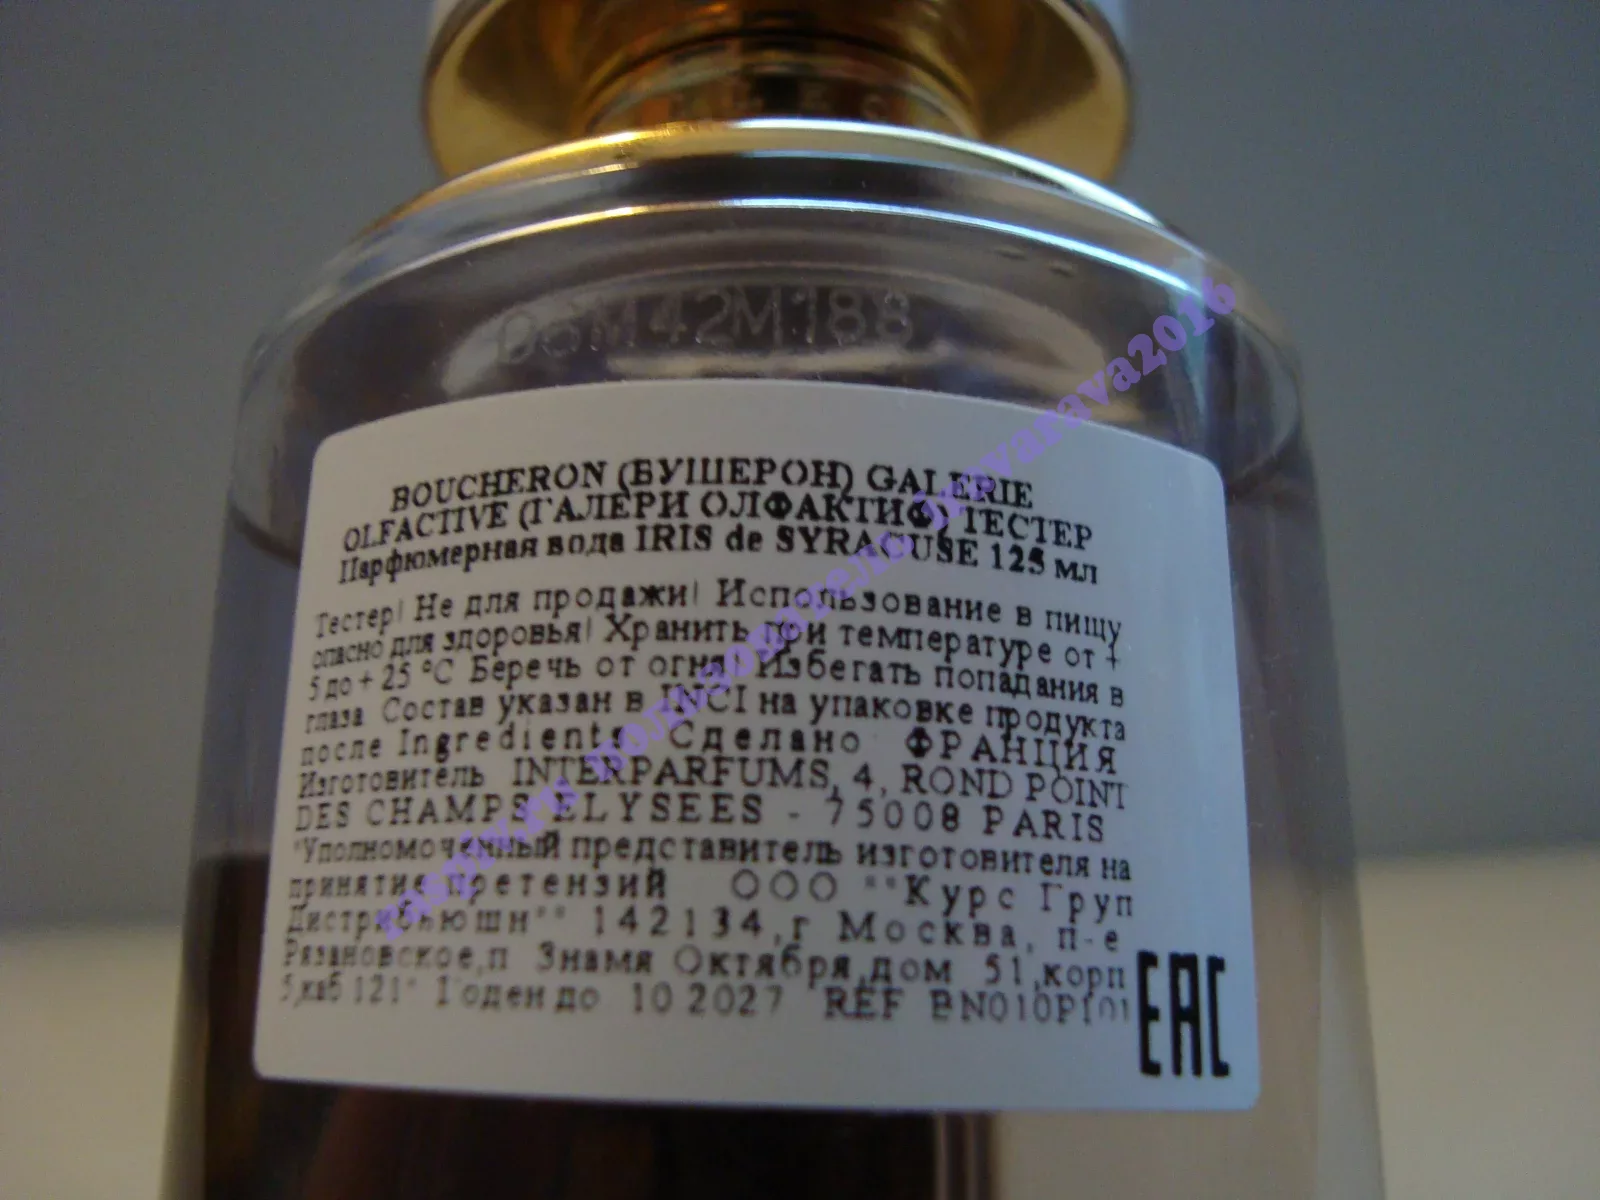 BOUCHERON (БУШЕРОН) GALERIE
OLFACTIVE (ГАЛЕРИ ОЛФАКТИФ) ТЕСТЕР
Парфюмерная вода IRIS de SYRACUSE 125 мл
Тестер! Не для продажи! Использование в пищу
опасно для здоровья! Хранить при температуре от +
5 до + 25 °C Беречь от огня! Избегать попадания в
глаза Состав указан в INCI на упаковке продукта
после Ingredients Сделано ФРАНЦИЯ
Изготовитель INTERPARFUMS, 4, ROND POINT
DES CHAMPS ELYSEES - 75008 PARIS
"Уполномоченный представитель изготовителя на
принятие претензий ООО ""Курс Груп
Дистрибьюшн"" 142134,г Москва, п-е
Рязановское,п Знамя Октября,дом 51,корп
5,каб 121" Годен до 10 2027 REF
EAC